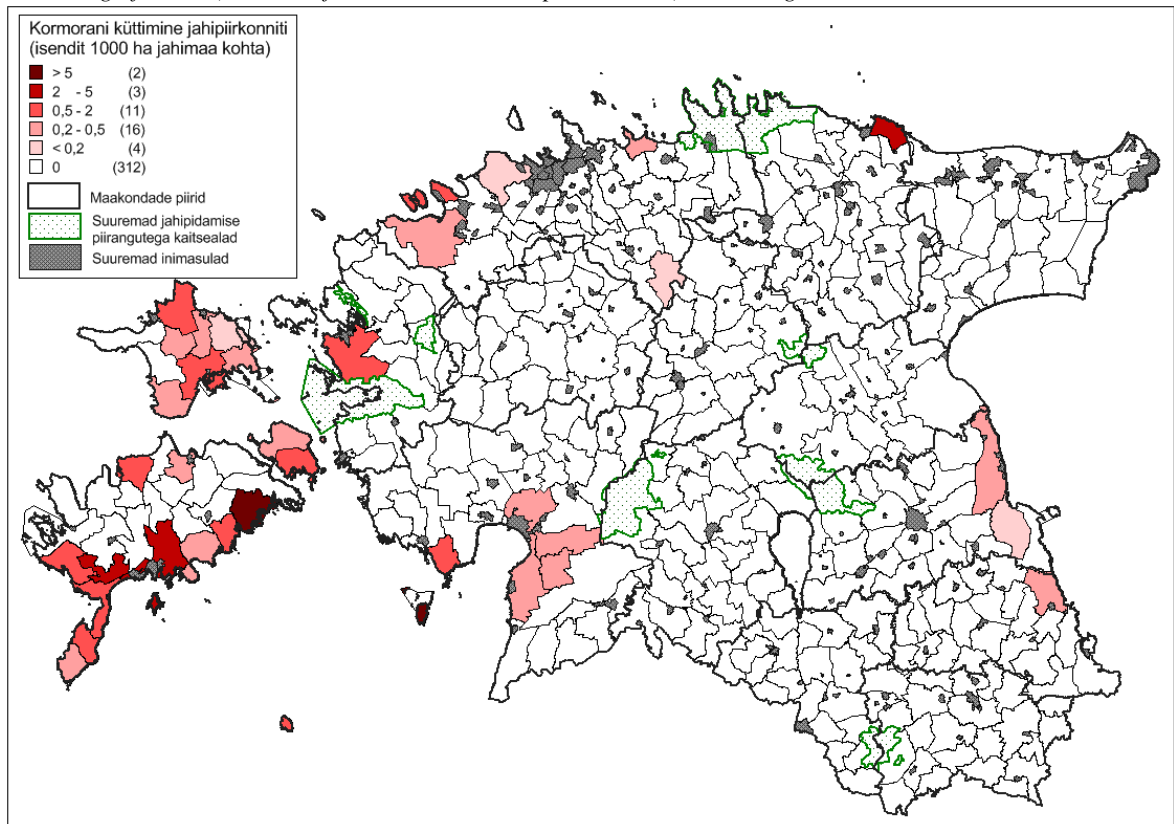 Kormorani küttimine jahipiirkonniti
(isendit 1000 ha jahimaa kohta)
> 5 (2)
2 - 5 (3)
0,5 - 2 (11)
0,2 - 0,5 (16)
< 0,2 (4)
0 (312)
Maakondade piirid
Suuremad jahipidamise
piirangutega kaitsealad
Suuremad inimasulad